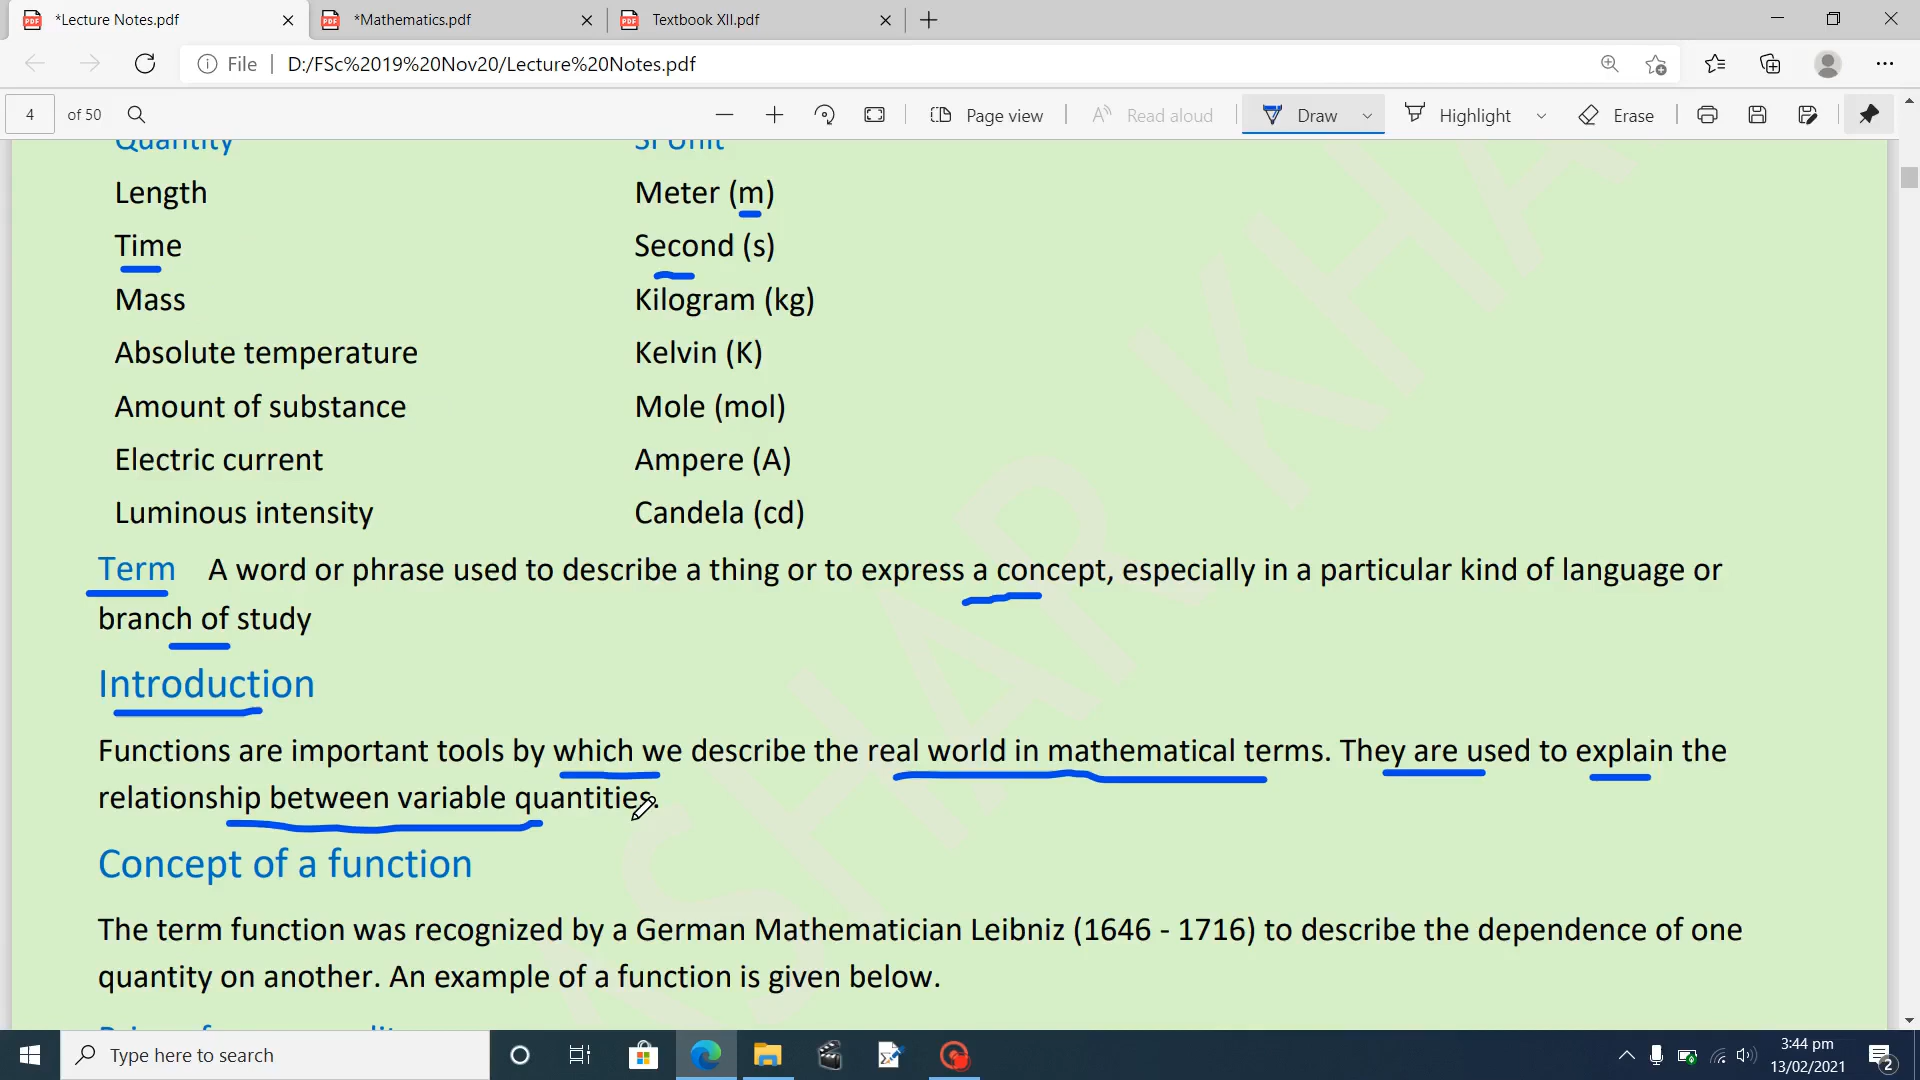 *Lecture Notes.pdf
*Mathematics.pdf
Textbook XII.pdf
File
D:/FSc%2019%20Nov20/Lecture%20Notes.pdf
4 of 50
Page view
Read aloud
Draw
Highlight
Erase
Quantity SI Unit
Length Meter (m)
Time Second (s)
Mass Kilogram (kg)
Absolute temperature Kelvin (K)
Amount of substance Mole (mol)
Electric current Ampere (A)
Luminous intensity Candela (cd)
Term A word or phrase used to describe a thing or to express a concept, especially in a particular kind of language or
branch of study
Introduction
Functions are important tools by which we describe the real world in mathematical terms. They are used to explain the
relationship between variable quantities.
Concept of a function
The term function was recognized by a German Mathematician Leibniz (1646 - 1716) to describe the dependence of one
quantity on another. An example of a function is given below.
Type here to search
3:44 pm
13/02/2021
2